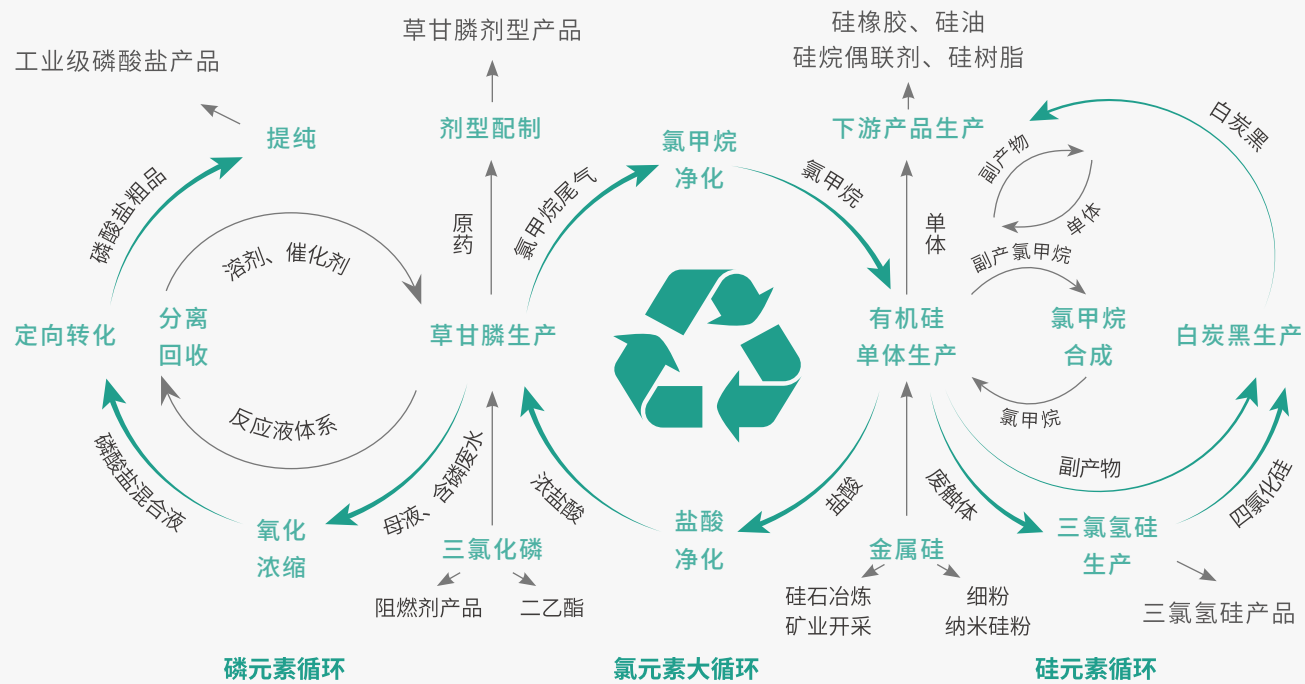 工业级磷酸盐产品
提纯
磷酸盐粗品
定向转化
磷酸盐混合液
氧化
浓缩
母液、含磷废水
溶剂、催化剂
分离
回收
反应液体系
草甘膦剂型产品
剂型配制
原药
草甘膦生产
三氯化磷
阻燃剂产品
二乙酯
氯甲烷尾气
氯甲烷
净化
氯甲烷
浓盐酸
盐酸
净化
盐酸
硅橡胶、硅油
硅烷偶联剂、硅树脂
下游产品生产
单体
有机硅
单体生产
金属硅
硅石冶炼
矿业开采
细粉
纳米硅粉
副产物
单体
白炭黑
副产氯甲烷
氯甲烷
合成
氯甲烷
白炭黑生产
副产物
废触体
四氯化硅
三氯氢硅
生产
三氯氢硅产品
磷元素循环
氯元素大循环
硅元素循环